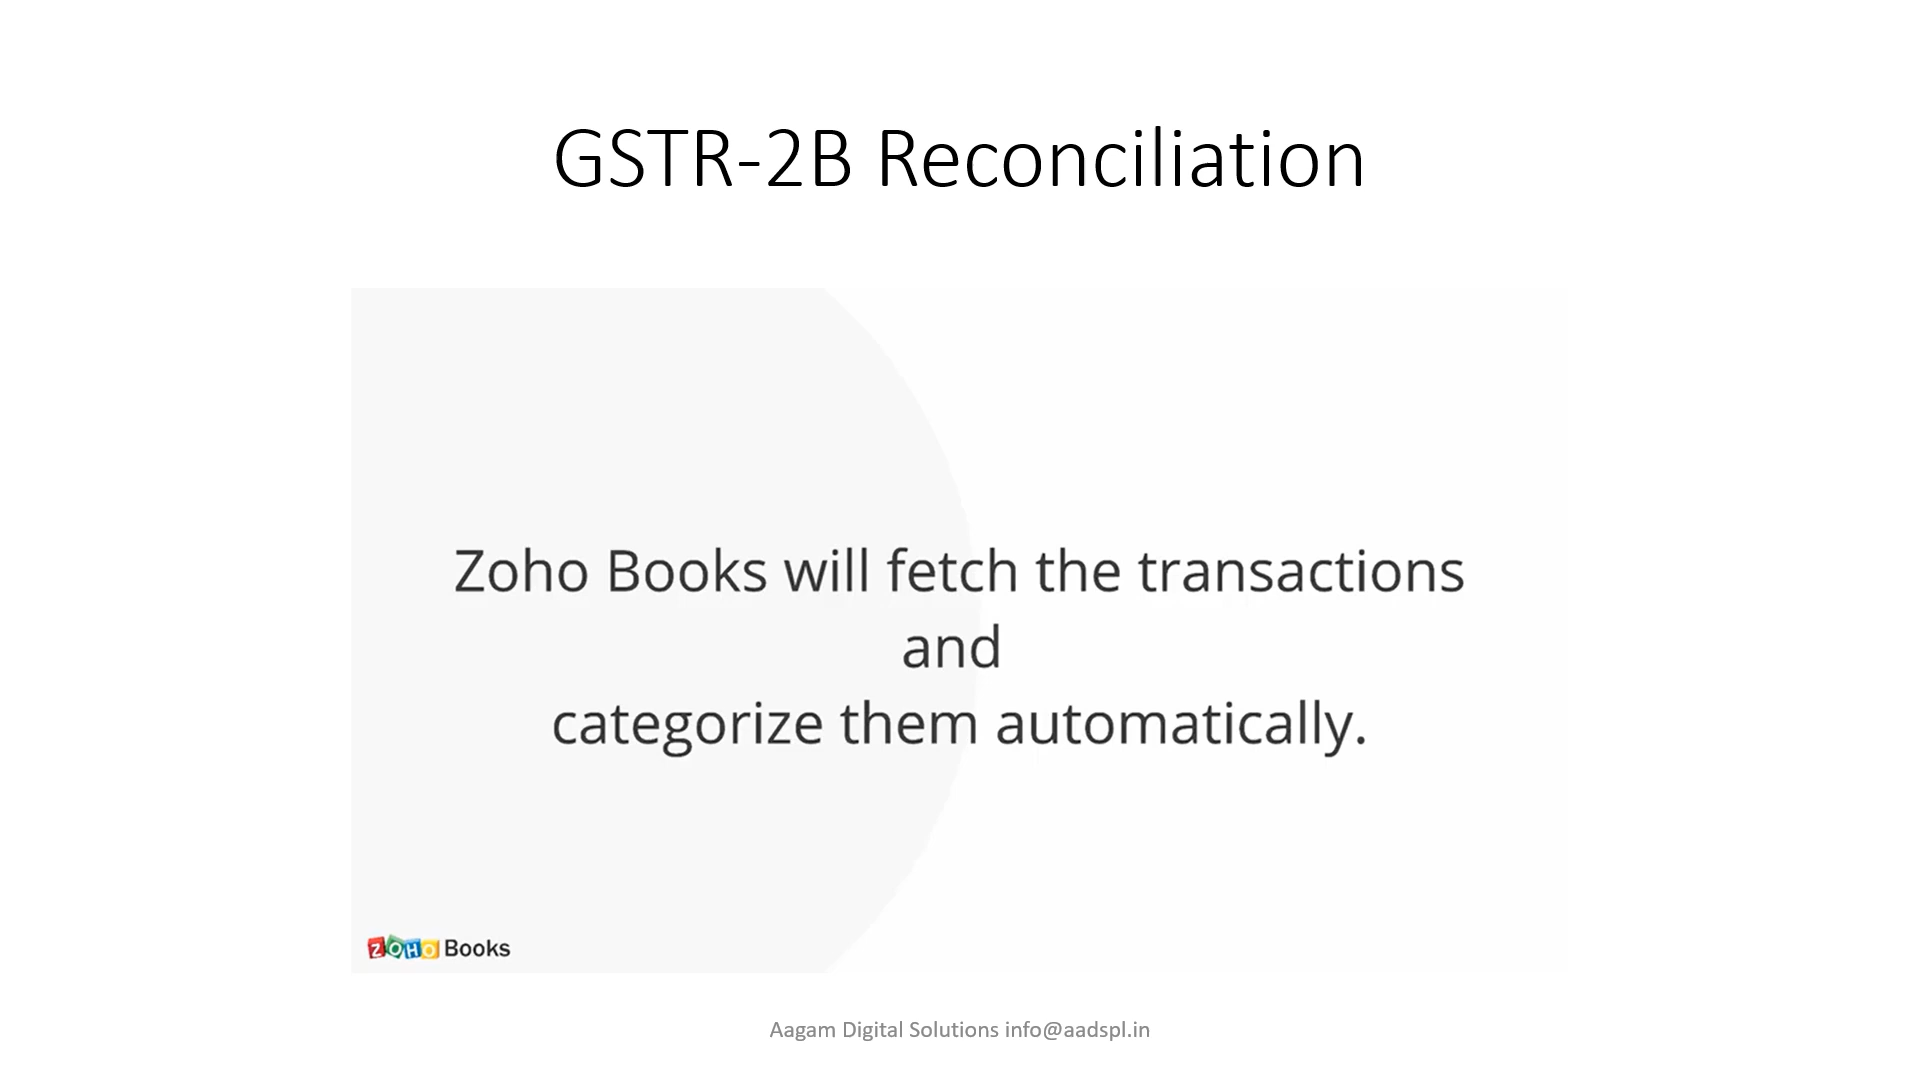 GSTR-2B Reconciliation
Zoho Books will fetch the transactions
and
categorize them automatically.
ZOHO Books
Aagam Digital Solutions info@aadspl.in